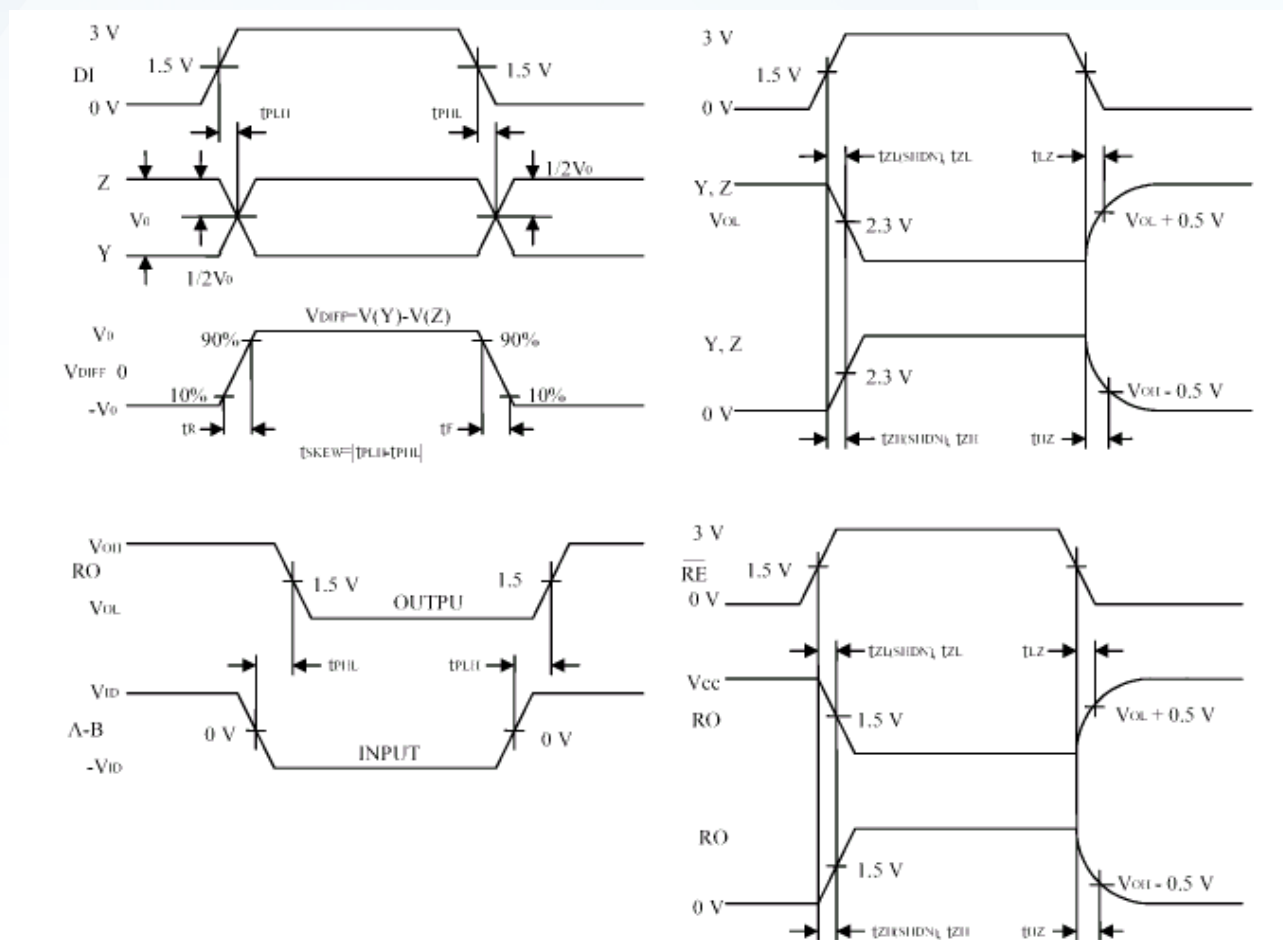 3 V
DI
1.5 V
1.5 V
0 V
tPLH
tPHL
Z
1/2V0
V0
Y
1/2V0
VDIFF=V(Y)-V(Z)
V0
90%
90%
VDIFF 0
10%
10%
-V0
tR
tF
tSKEW=|tPLH-tPHL|
3 V
1.5 V
0 V
tZL(SHDN), tZL
tLZ
Y, Z
VOL
2.3 V
VOL + 0.5 V
Y, Z
2.3 V
VOH - 0.5 V
0 V
tZH(SHDN), tZH
tHZ
VOH
RO
1.5 V
1.5
VOL
OUTPU
tPHL
tPLH
VID
A-B
0 V
0 V
INPUT
-VID
3 V
RE
1.5 V
0 V
tZL(SHDN), tZL
tLZ
Vcc
RO
1.5 V
VOL + 0.5 V
RO
1.5 V
VOH - 0.5 V
0 V
tZH(SHDN), tZH
tHZ